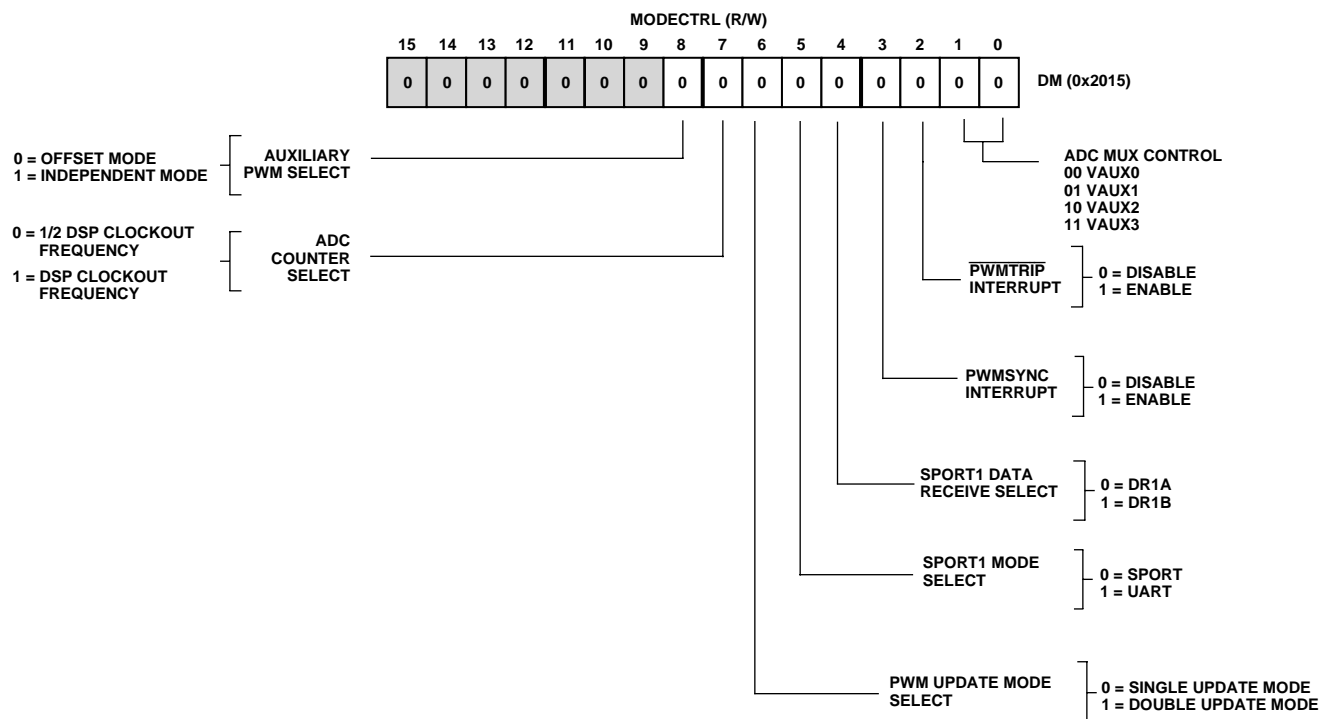 MODECTRL (R/W)
15 14 13 12 11 10 9 8 7 6 5 4 3 2 1 0
0 0 0 0 0 0 0 0 0 0 0 0 0 0 0 0
DM (0x2015)
0 = OFFSET MODE
1 = INDEPENDENT MODE
AUXILIARY
PWM SELECT
ADC MUX CONTROL
00 VAUX0
01 VAUX1
10 VAUX2
11 VAUX3
0 = 1/2 DSP CLOCKOUT
FREQUENCY
1 = DSP CLOCKOUT
FREQUENCY
ADC
COUNTER
SELECT
PWMTRIP
INTERRUPT
0 = DISABLE
1 = ENABLE
PWMSYNC
INTERRUPT
0 = DISABLE
1 = ENABLE
SPORT1 DATA
RECEIVE SELECT
0 = DR1A
1 = DR1B
SPORT1 MODE
SELECT
0 = SPORT
1 = UART
PWM UPDATE MODE
SELECT
0 = SINGLE UPDATE MODE
1 = DOUBLE UPDATE MODE